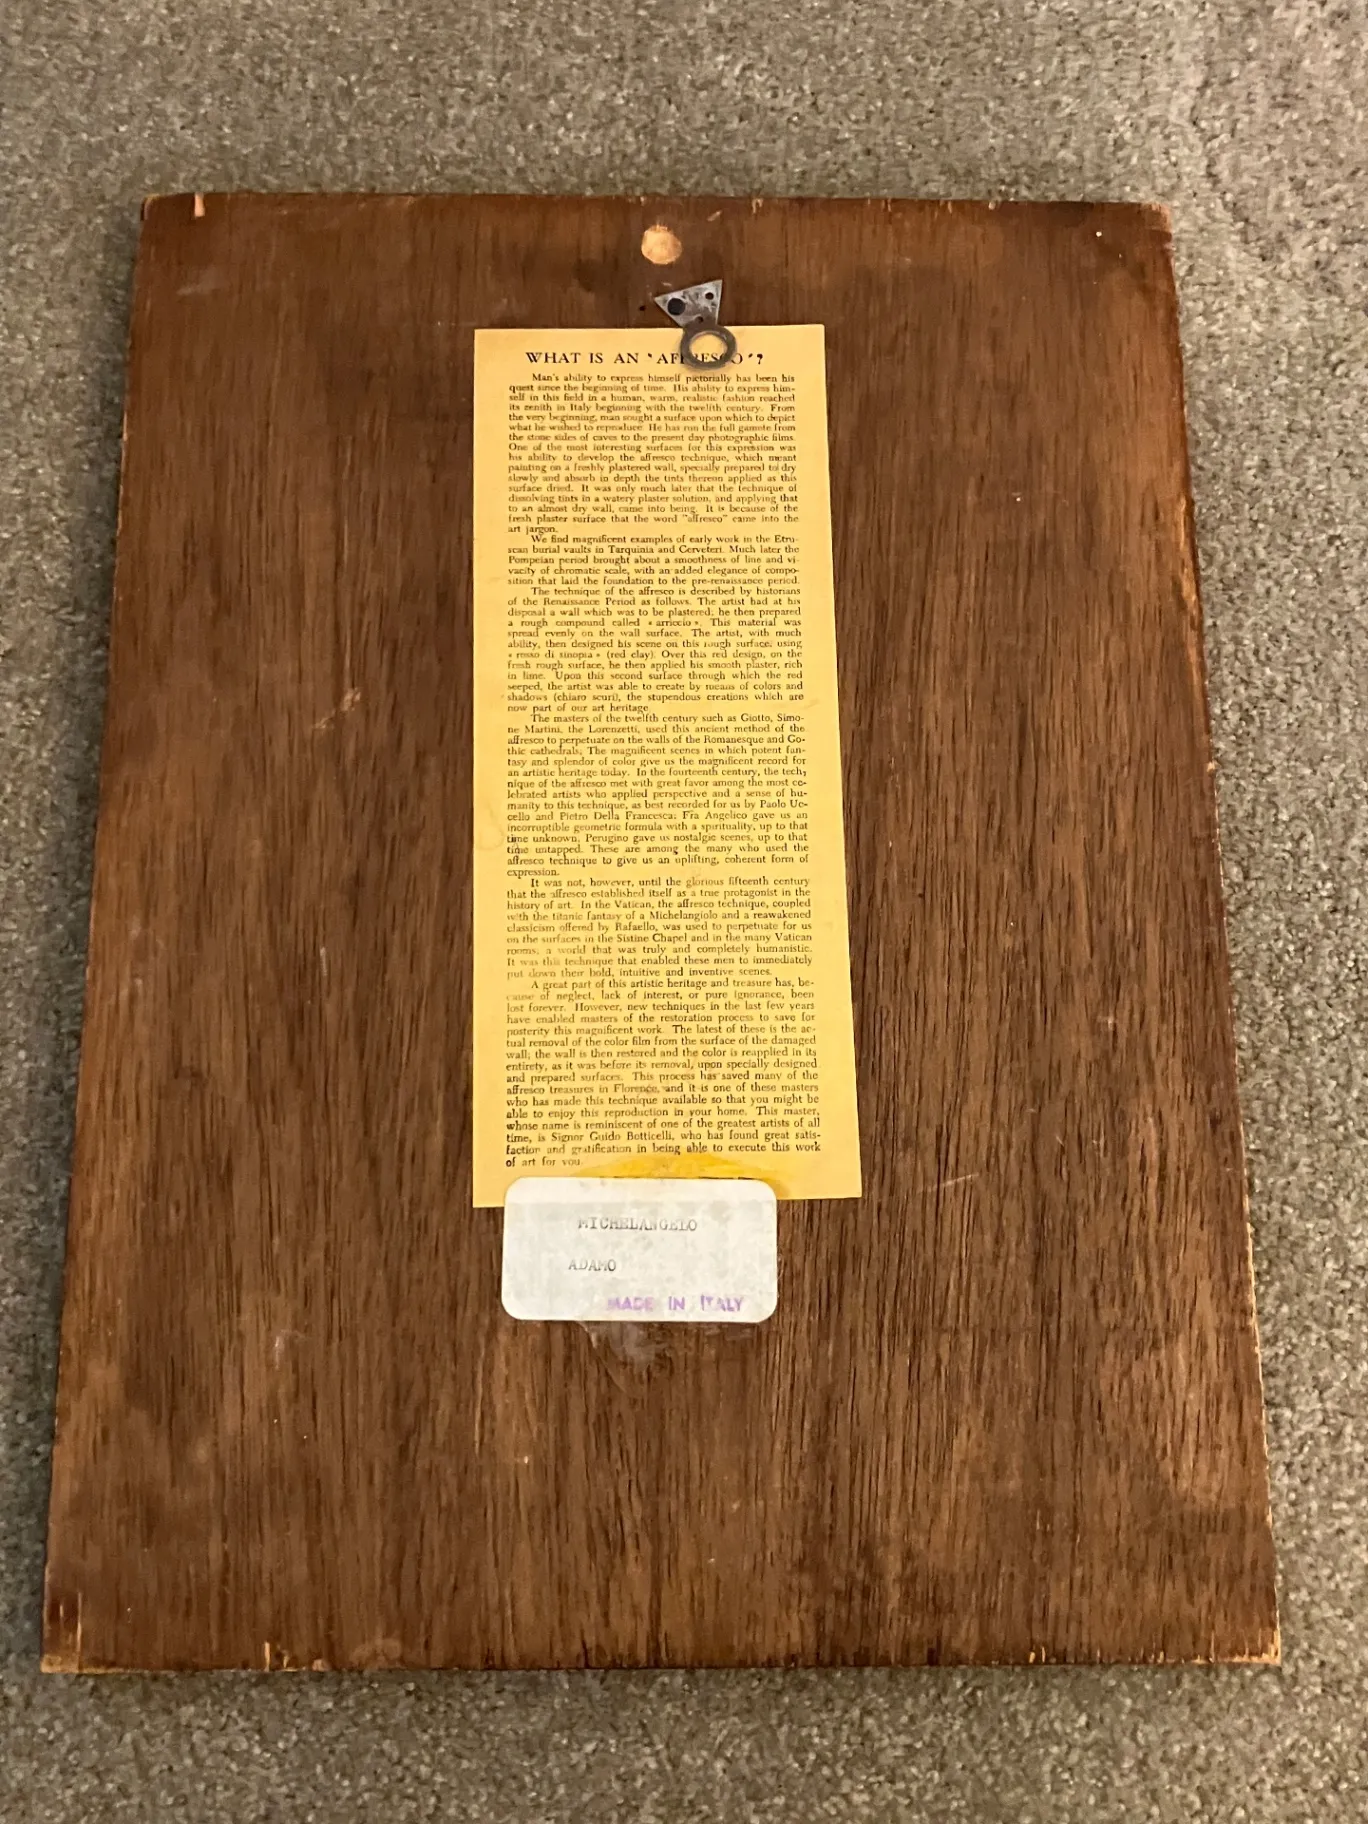 WHAT IS AN 'AFFRESCO'?
Man's ability to express himself pictorially has been his
quest since the beginning of time. His ability to express him-
self in this field in a human, warm, realistic fashion reached
its zenith in Italy beginning with the twelfth century. From
the very beginning, man sought a surface upon which to depict
what he wished to reproduce. He has run the full gamete from
the stone sides of caves to the present day photographic films.
One of the most interesting surfaces for this expression was
his ability to develop the affresco technique, which meant
painting on a freshly plastered wall, specially prepared to dry
slowly and absorb in depth the tints thereon applied as this
surface dried. It was only much later that the technique of
dissolving tints in a watery plaster solution, and applying that
to an almost dry wall, came into being. It is because of the
fresh plaster surface that the word "affresco" came into the
art jargon.
We find magnificent examples of early work in the Etru-
scan burial vaults in Tarquinia and Cerveteri. Much later the
Pompeian period brought about a smoothness of line and vi-
vacity of chromatic scale, with an added elegance of compo-
sition that laid the foundation to the pre-renaissance period.
The technique of the affresco is described by historians
of the Renaissance Period as follows. The artist had at his
disposal a wall which was to be plastered; he then prepared
a rough compound called « arriccio ». This material was
spread evenly on the wall surface. The artist, with much
ability, then designed his scene on this rough surface, using
« rosso di sinopia » (red clay). Over this red design, on the
fresh rough surface, he then applied his smooth plaster, rich
in lime. Upon this second surface through which the red
seeped, the artist was able to create by means of colors and
shadows (chiaro scuri), the stupendous creations which are
now part of our art heritage.
The masters of the twelfth century such as Giotto, Simo-
ne Martini, the Lorenzetti, used this ancient method of the
affresco to perpetuate on the walls of the Romanesque and Go-
thic cathedrals, The magnificent scenes in which potent fan-
tasy and splendor of color give us the magnificent record for
an artistic heritage today. In the fourteenth century, the tech,
nique of the affresco met with great favor among the most ce-
lebrated artists who applied perspective and a sense of hu-
manity to this technique, as best recorded for us by Paolo Uc-
cello and Pietro Della Francesca; Fra Angelico gave us an
incorruptible geometric formula with a spirituality, up to that
time unknown; Perugino gave us nostalgic scenes, up to that
time untapped. These are among the many who used the
affresco technique to give us an uplifting, coherent form of
expression.
It was not, however, until the glorious fifteenth century
that the affresco established itself as a true protagonist in the
history of art. In the Vatican, the affresco technique, coupled
with the titanic fantasy of a Michelangiolo and a reawakened
classicism offered by Rafaello, was used to perpetuate for us
on the surfaces in the Sistine Chapel and in the many Vatican
rooms, a world that was truly and completely humanistic.
It was this technique that enabled these men to immediately
put down their bold, intuitive and inventive scenes.
A great part of this artistic heritage and treasure has, be-
cause of neglect, lack of interest, or pure ignorance, been
lost forever. However, new techniques in the last few years
have enabled masters of the restoration process to save for
posterity this magnificent work. The latest of these is the ac-
tual removal of the color film from the surface of the damaged
wall; the wall is then restored and the color is reapplied in its
entirety, as it was before its removal, upon specially designed
and prepared surfaces. This process has saved many of the
affresco treasures in Florence, and it is one of these masters
who has made this technique available so that you might be
able to enjoy this reproduction in your home. This master,
whose name is reminiscent of one of the greatest artists of all
time, is Signor Guido Botticelli, who has found great satis-
faction and gratification in being able to execute this work
of art for you.
MICHELANGELO
ADAMO
MADE IN ITALY